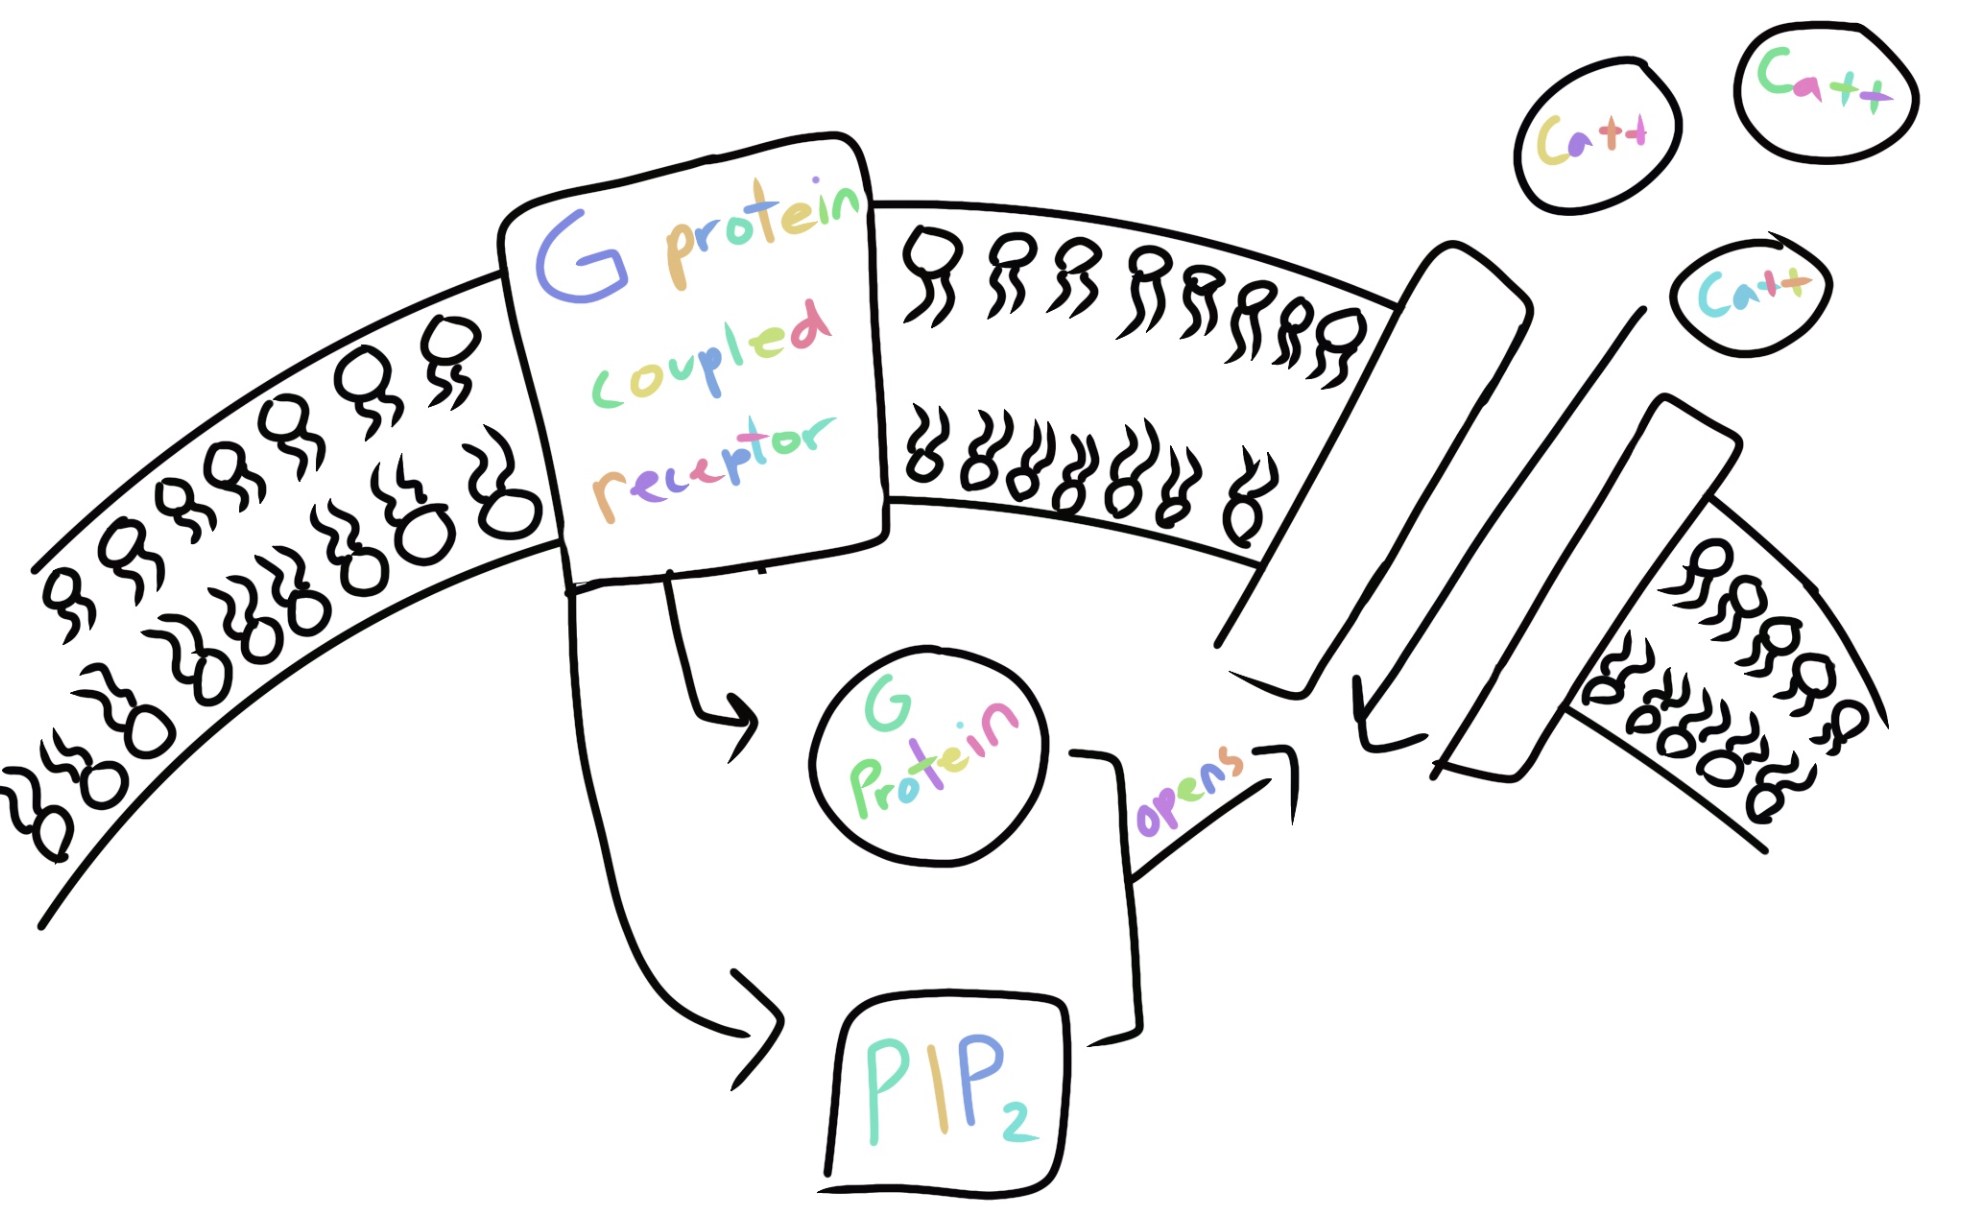 G protein
coupled
receptor
Ca++
Ca++
Ca++
G
Protein
opens
PIP2